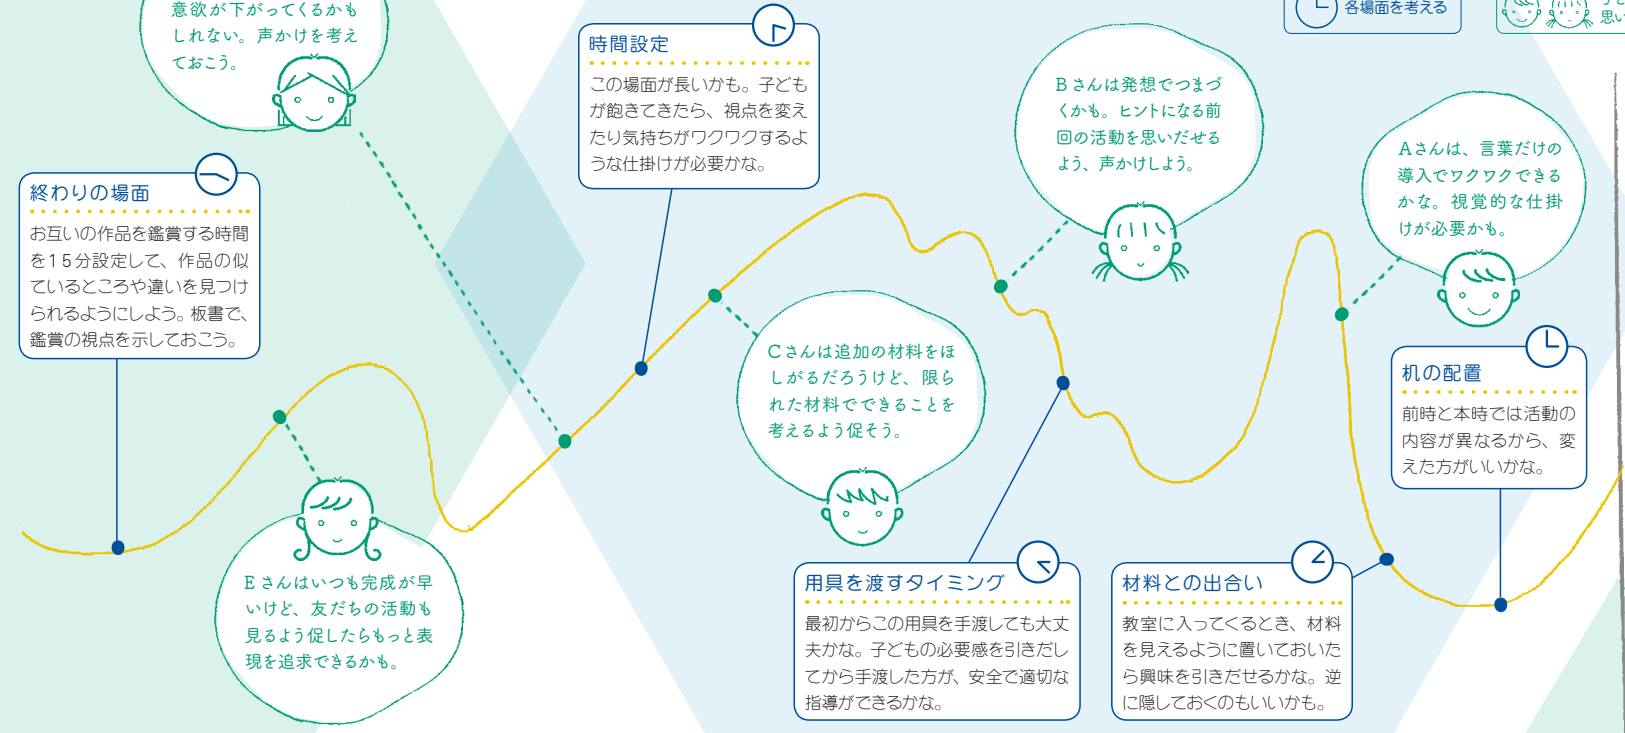 各場面を考える
思い
Aさんは、言葉だけの
導入でワクワクできる
かな。視覚的な仕掛
けが必要かも。
机の配置
前時と本時では活動の
内容が異なるから、変
えた方がいいかな。
材料との出合い
教室に入ってくるとき、材料
を見えるように置いておいた
ら興味を引きだせるかな。逆
に隠しておくのもいいかも。
Bさんは発想でつまづ
くかも。ヒントになる前
回の活動を思いだせる
よう、声かけしよう。
用具を渡すタイミング
最初からこの用具を手渡しても大丈
夫かな。子どもの必要感を引きだし
てから手渡した方が、安全で適切な
指導ができるかな。
Cさんは追加の材料をほ
しがるだろうけど、限ら
れた材料でできることを
考えるよう促そう。
時間設定
この場面が長いかも。子ども
が飽きてきたら、視点を変え
たり気持ちがワクワクするよ
うな仕掛けが必要かな。
意欲が下がってくるかも
しれない。声かけを考え
ておこう。
Eさんはいつも完成が早
いけど、友だちの活動も
見るよう促したらもっと表
現を追求できるかも。
終わりの場面
お互いの作品を鑑賞する時間
を15分設定して、作品の似
ているところや違いを見つけ
られるようにしよう。板書で、
鑑賞の視点を示しておこう。